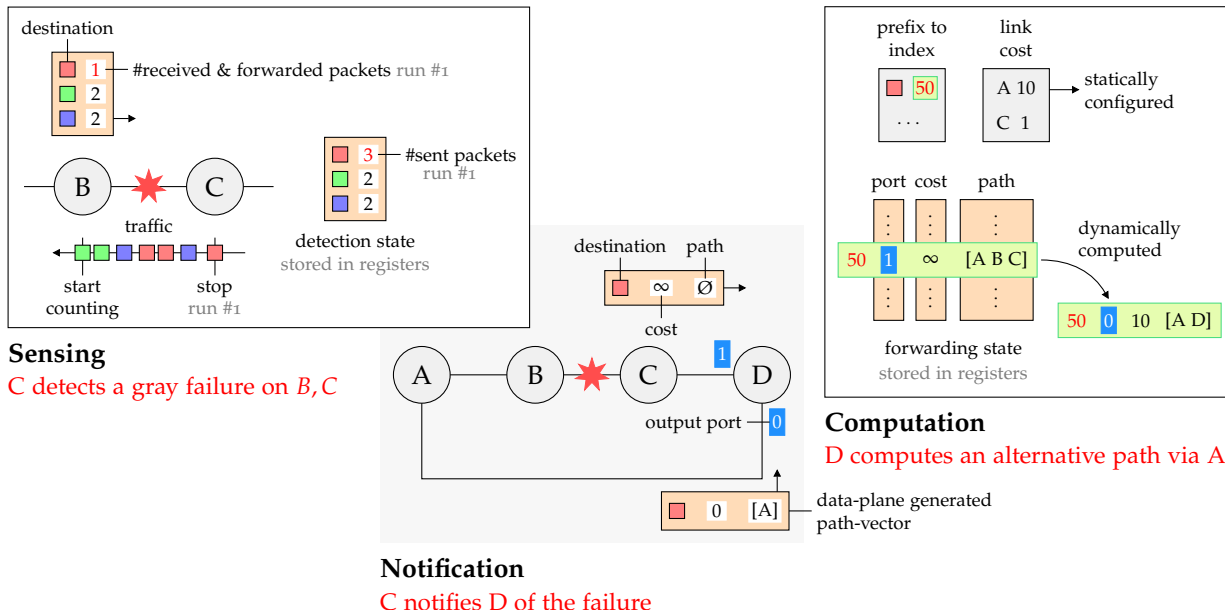 destination
1 #received & forwarded packets run #1
2
2
3 #sent packets
run #1
2
2
B C
traffic
detection state
stored in registers
start
counting
stop
run #1
Sensing
C detects a gray failure on B, C
destination path
∞ Ø
cost
A B C 1 D
output port 0
0 [A]
data-plane generated
path-vector
Notification
C notifies D of the failure
prefix to
index
link
cost
50
. . .
A 10
C 1
statically
configured
port cost path
⋮ ⋮ ⋮
50 1 ∞ [A B C]
⋮ ⋮ ⋮
dynamically
computed
50 0 10 [A D]
forwarding state
stored in registers
Computation
D computes an alternative path via A